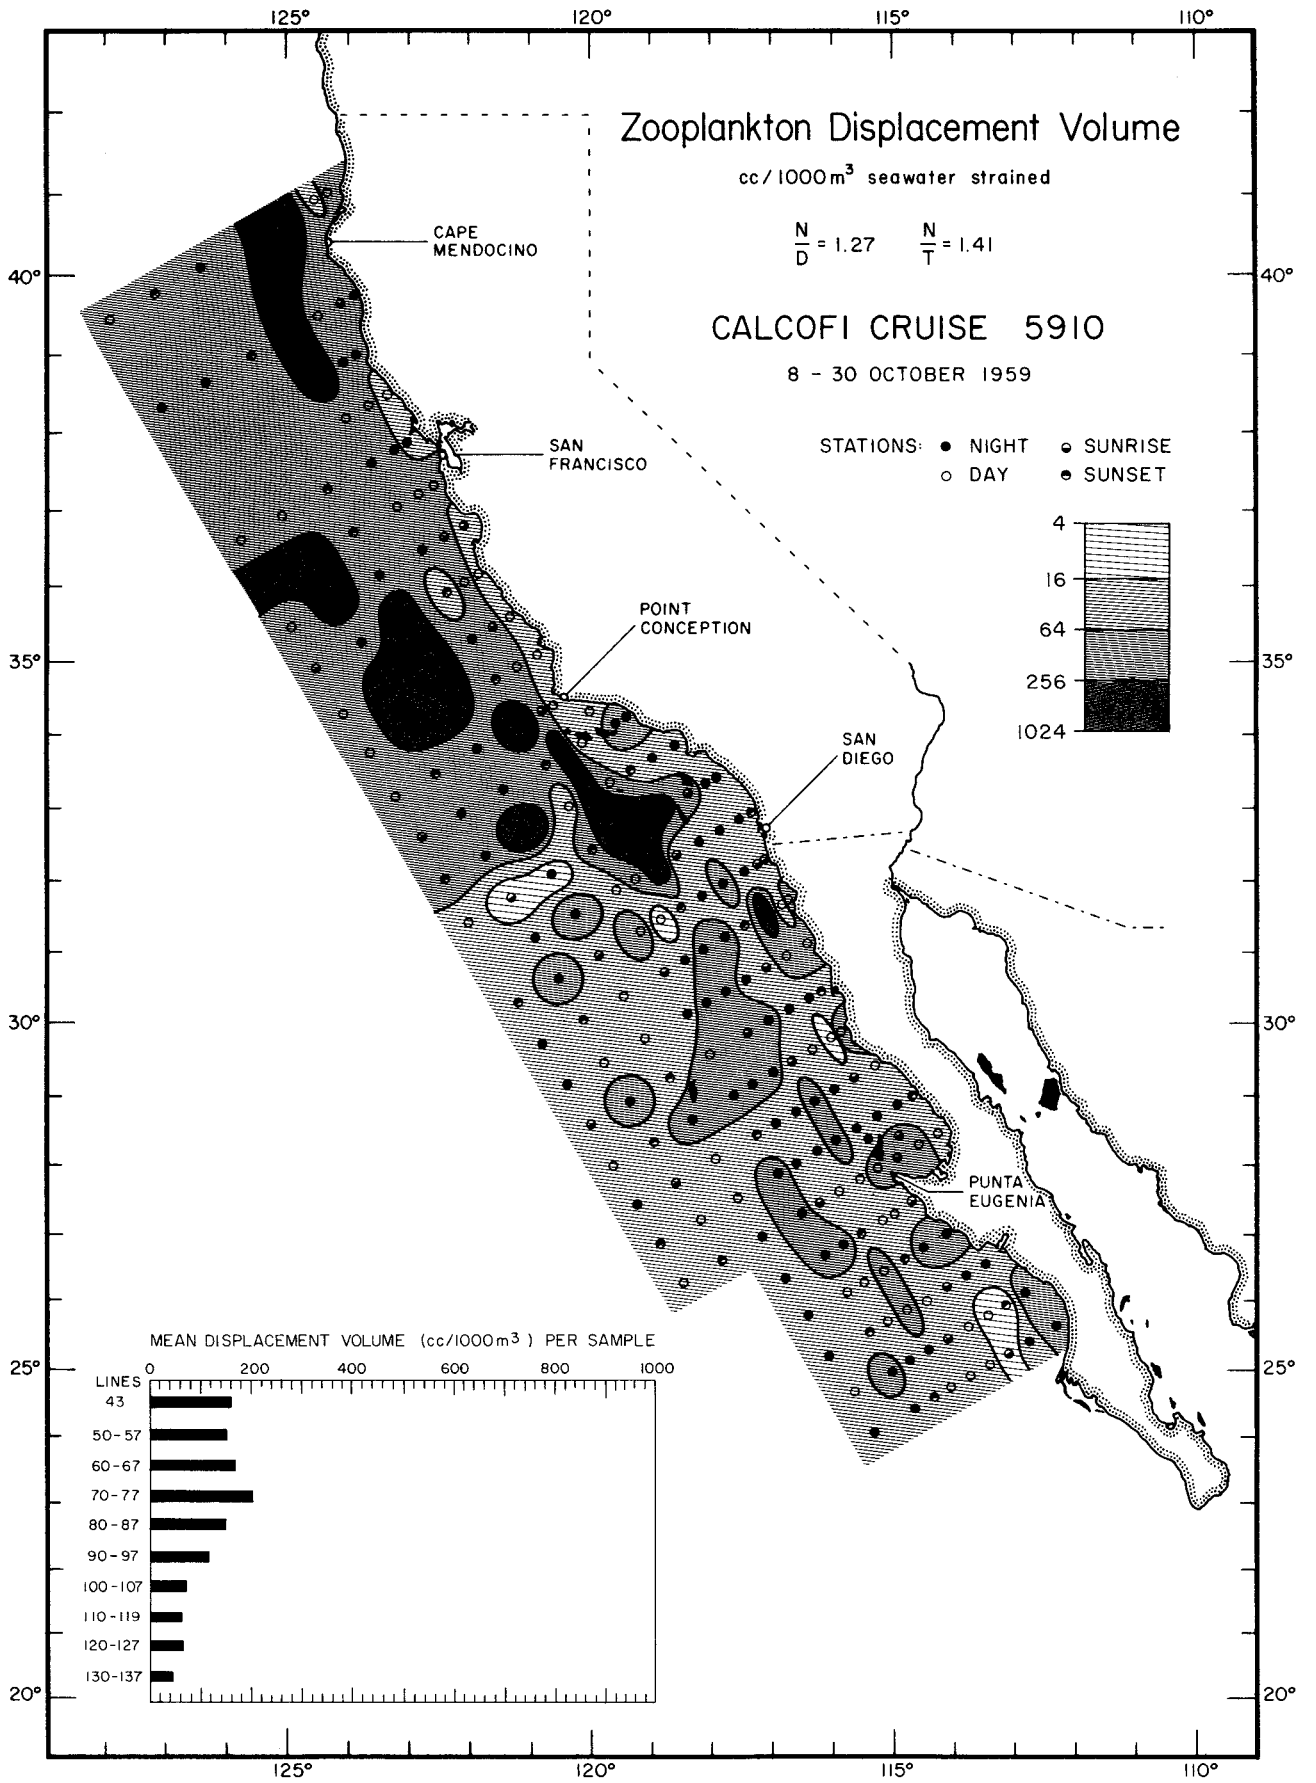 125° 120° 115° 110°
Zooplankton Displacement Volume
cc/1000m³ seawater strained
N/D = 1.27 N/T = 1.41
CALCOFI CRUISE 5910
8 - 30 OCTOBER 1959
STATIONS: ● NIGHT ◒ SUNRISE
○ DAY ◓ SUNSET
4
16
64
256
1024
CAPE
MENDOCINO
40° 40°
SAN
FRANCISCO
POINT
CONCEPTION
35° 35°
SAN
DIEGO
30° 30°
PUNTA
EUGENIA
25° 25°
MEAN DISPLACEMENT VOLUME (cc/1000m³) PER SAMPLE
0 200 400 600 800 1000
LINES
43
50-57
60-67
70-77
80-87
90-97
100-107
110-119
120-127
130-137
20° 20°
125° 120° 115° 110°